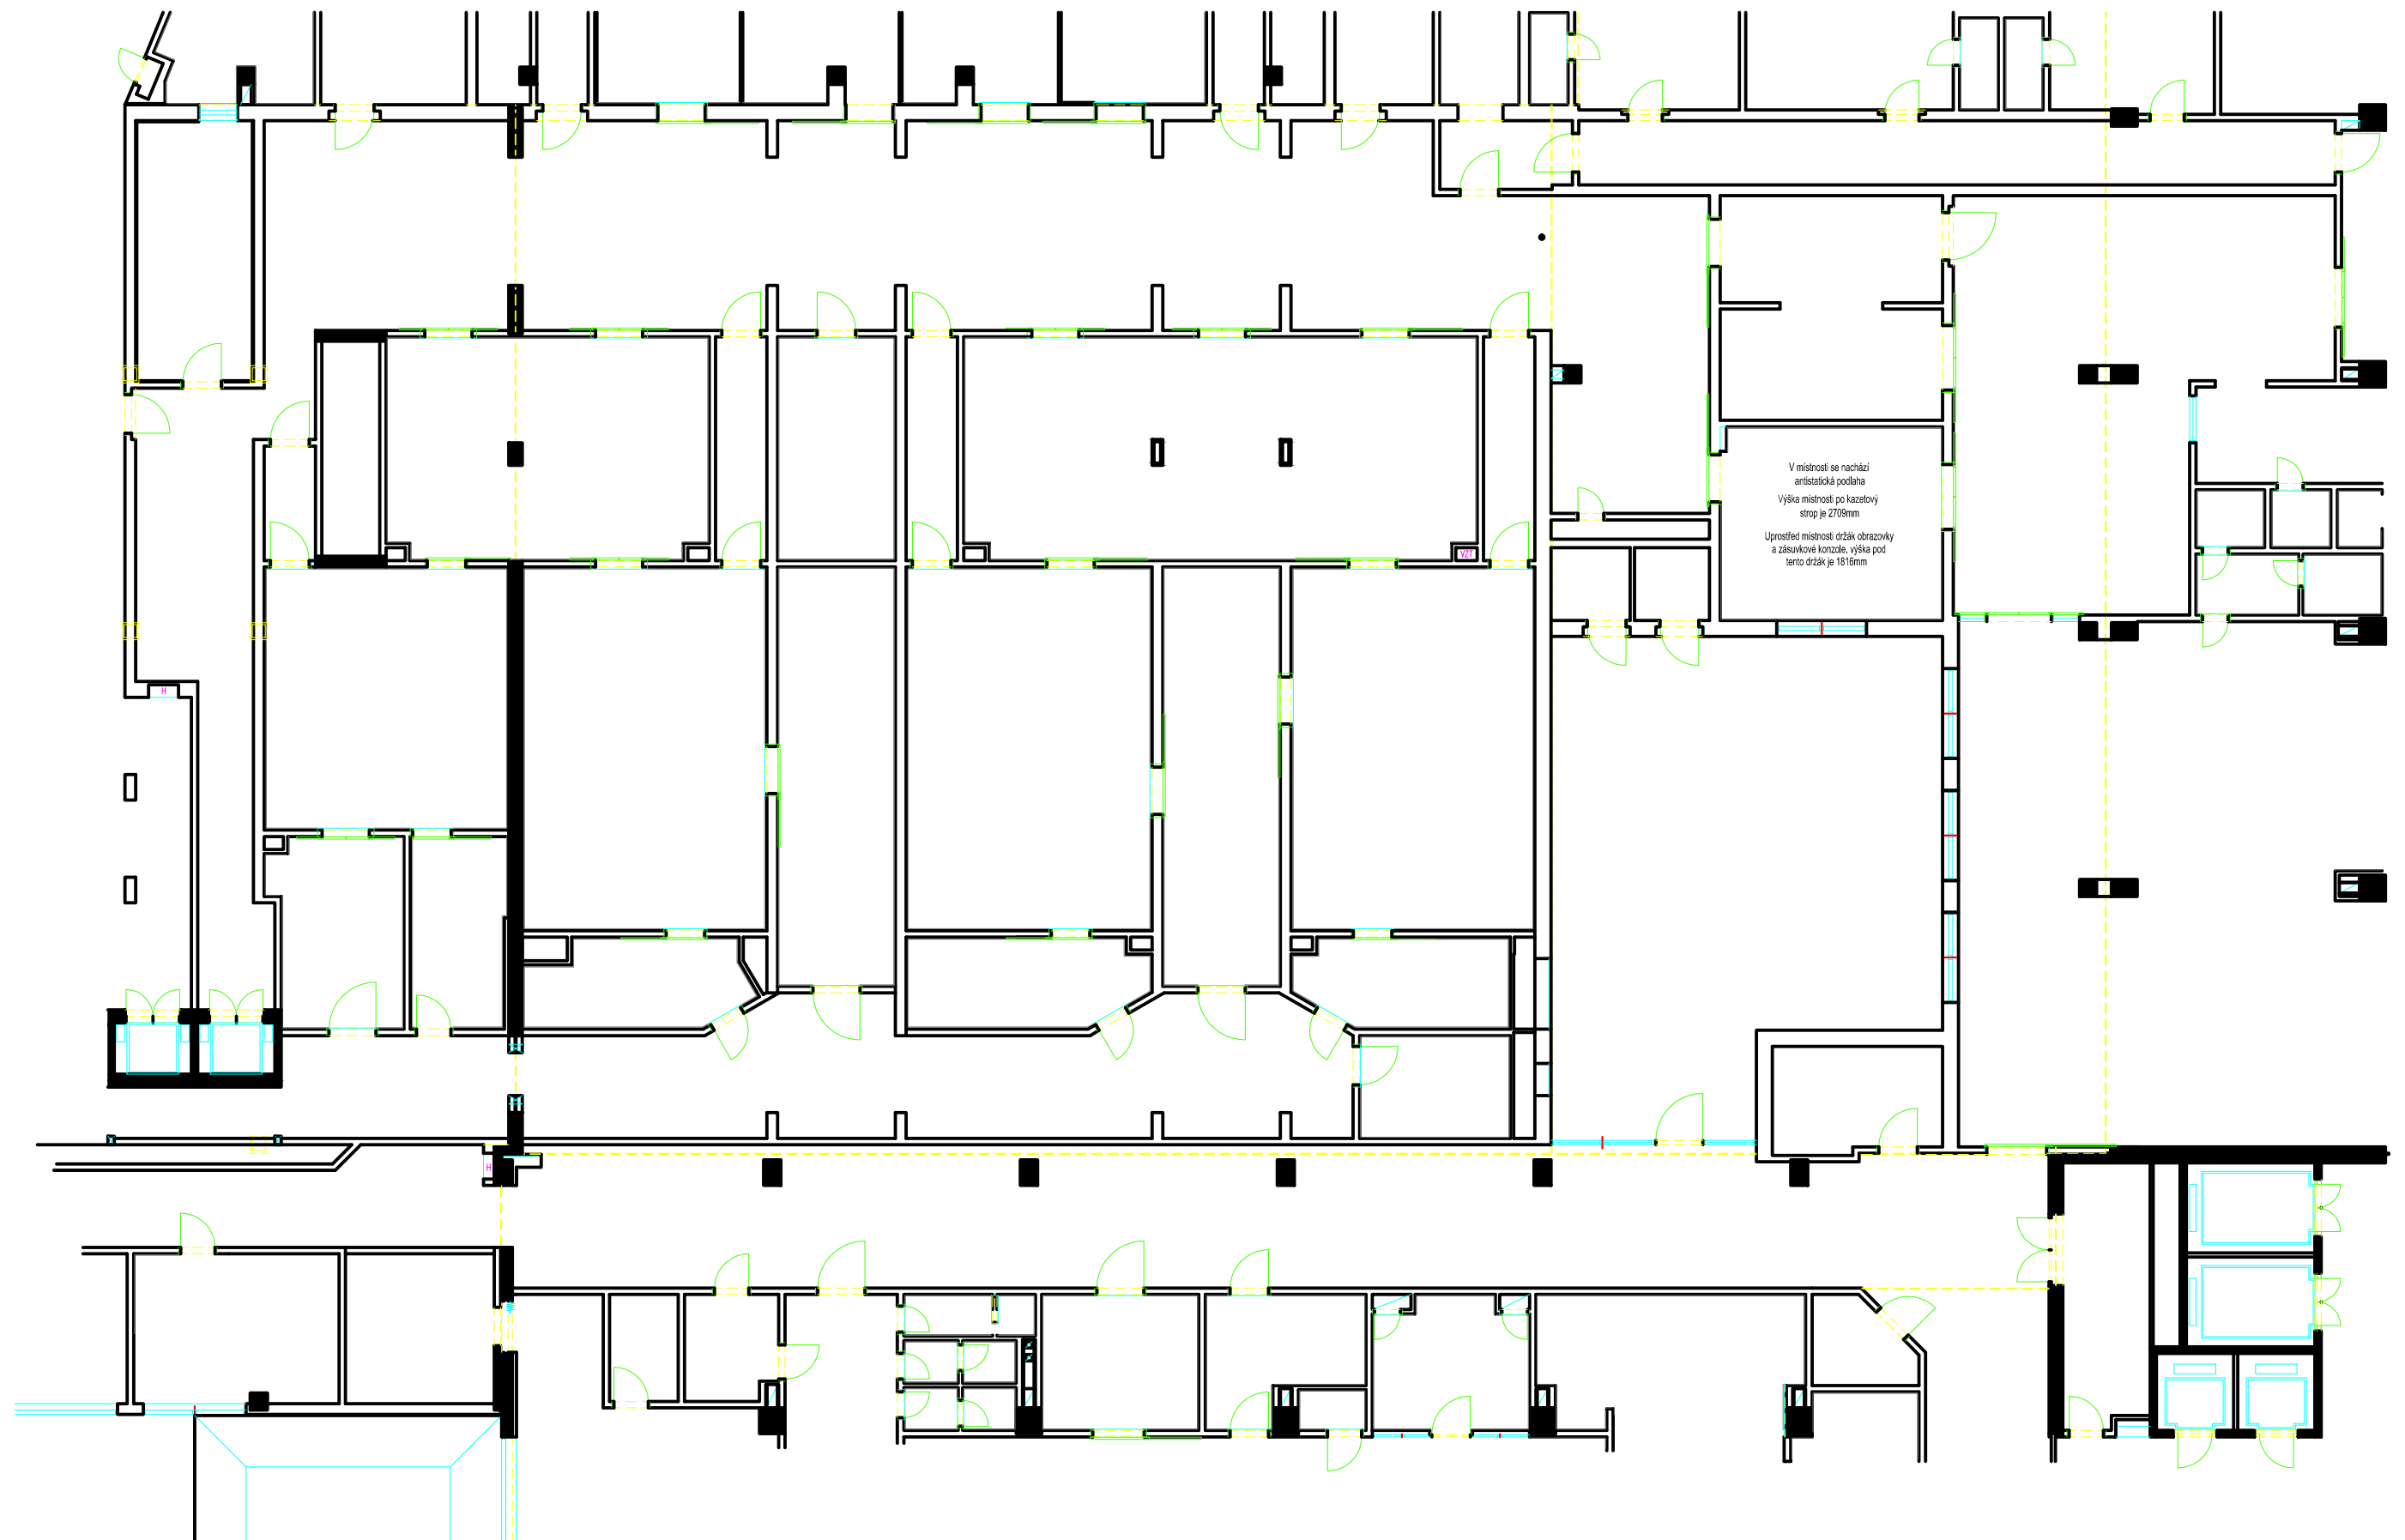 V místnosti se nachází
antistatická podlaha
Výška místnosti po kazetový
strop je 2709mm
Uprostřed místnosti držák obrazovky
a zásuvkové konzole, výška pod
tento držák je 1816mm
VZT
H
H